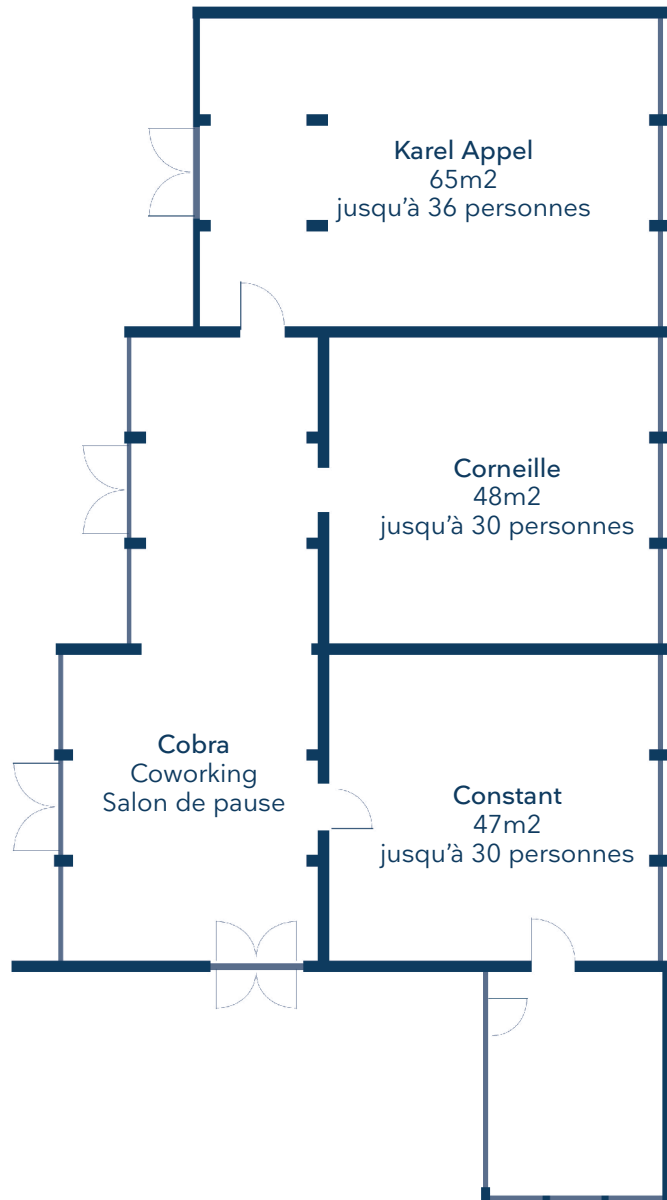 Karel Appel
65m2
jusqu'à 36 personnes
Corneille
48m2
jusqu'à 30 personnes
Cobra
Coworking
Salon de pause
Constant
47m2
jusqu'à 30 personnes